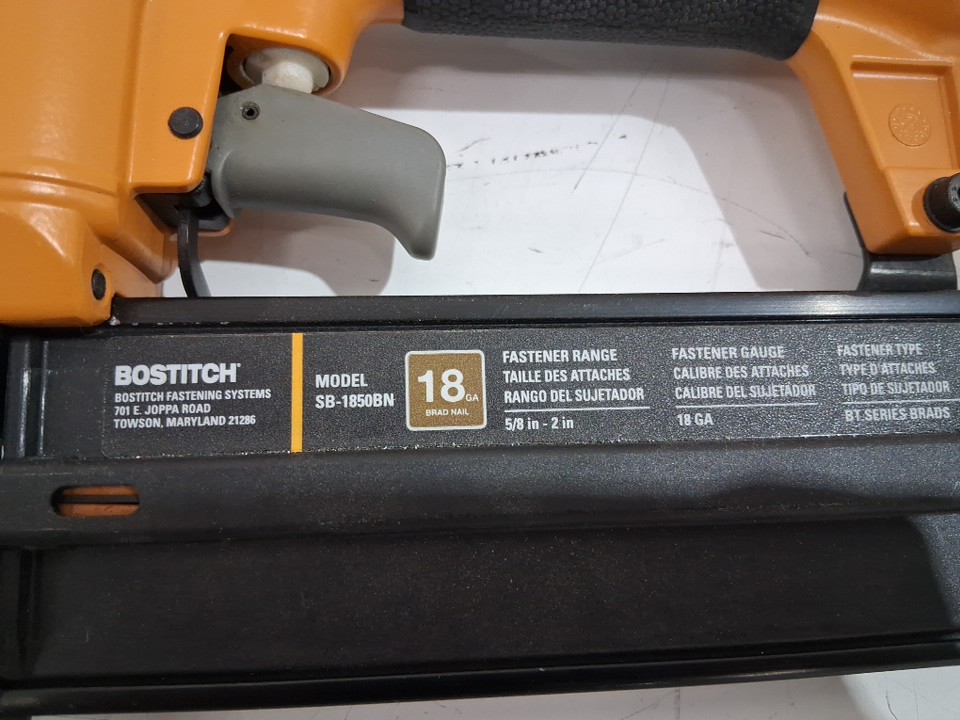 BOSTITCH®
BOSTITCH FASTENING SYSTEMS
701 E. JOPPA ROAD
TOWSON, MARYLAND 21286
MODEL
SB-1850BN
18 GA
BRAD NAIL
FASTENER RANGE
TAILLE DES ATTACHES
RANGO DEL SUJETADOR
5/8 in - 2 in
FASTENER GAUGE
CALIBRE DES ATTACHES
CALIBRE DEL SUJETADOR
18 GA
FASTENER TYPE
TYPE D'ATTACHES
TIPO DE SUJETADOR
BT SERIES BRADS